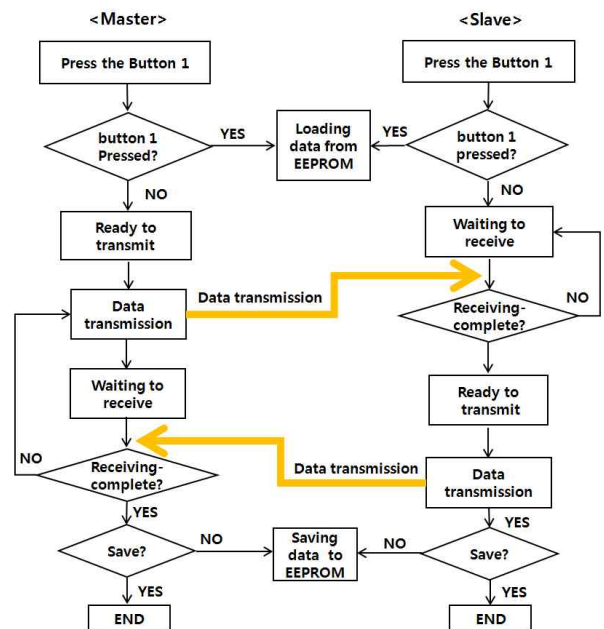 <Master>
<Slave>
Press the Button 1
Press the Button 1
button 1
Pressed?
YES
Loading
data from
EEPROM
YES
button 1
pressed?
NO
NO
Ready to
transmit
Waiting to
receive
Data
transmission
Data transmission
Receiving-
complete?
NO
Waiting to
receive
Ready to
transmit
NO
Receiving-
complete?
Data transmission
Data
transmission
YES
YES
Save?
NO
Saving
data to
EEPROM
NO
Save?
YES
YES
END
END